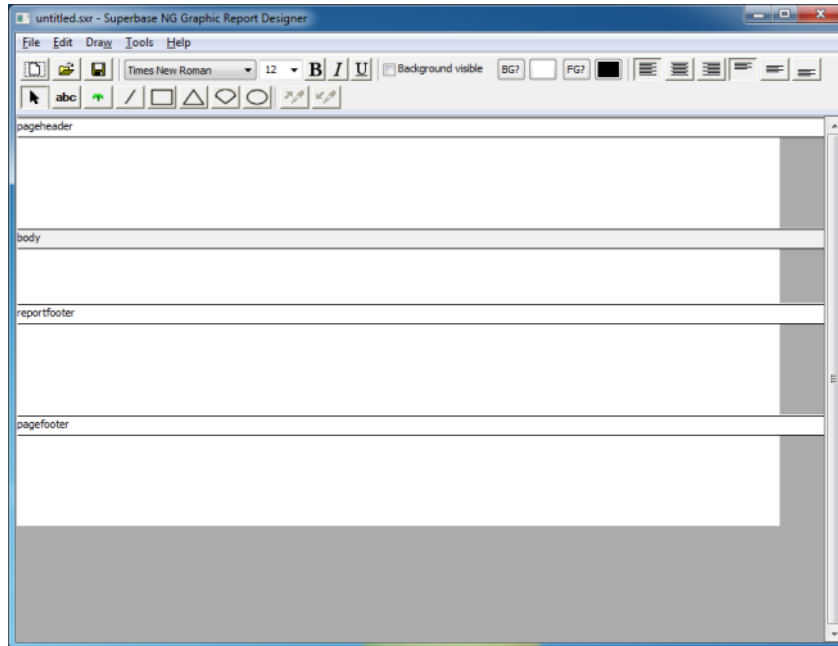 untitled.sxr - Superbase NG Graphic Report Designer
File Edit Draw Tools Help
Times New Roman 12 B I U Background visible BG? FG?
abc
pageheader
body
reportfooter
pagefooter